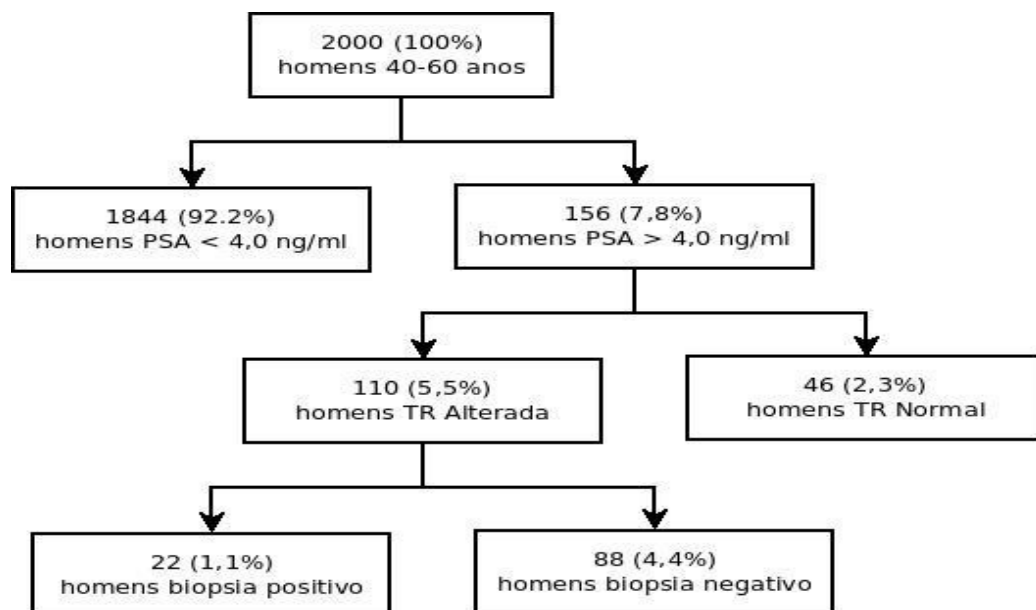 2000 (100%)
homens 40-60 anos
1844 (92.2%)
homens PSA < 4,0 ng/ml
156 (7,8%)
homens PSA > 4,0 ng/ml
110 (5,5%)
homens TR Alterada
46 (2,3%)
homens TR Normal
22 (1,1%)
homens biopsia positivo
88 (4,4%)
homens biopsia negativo